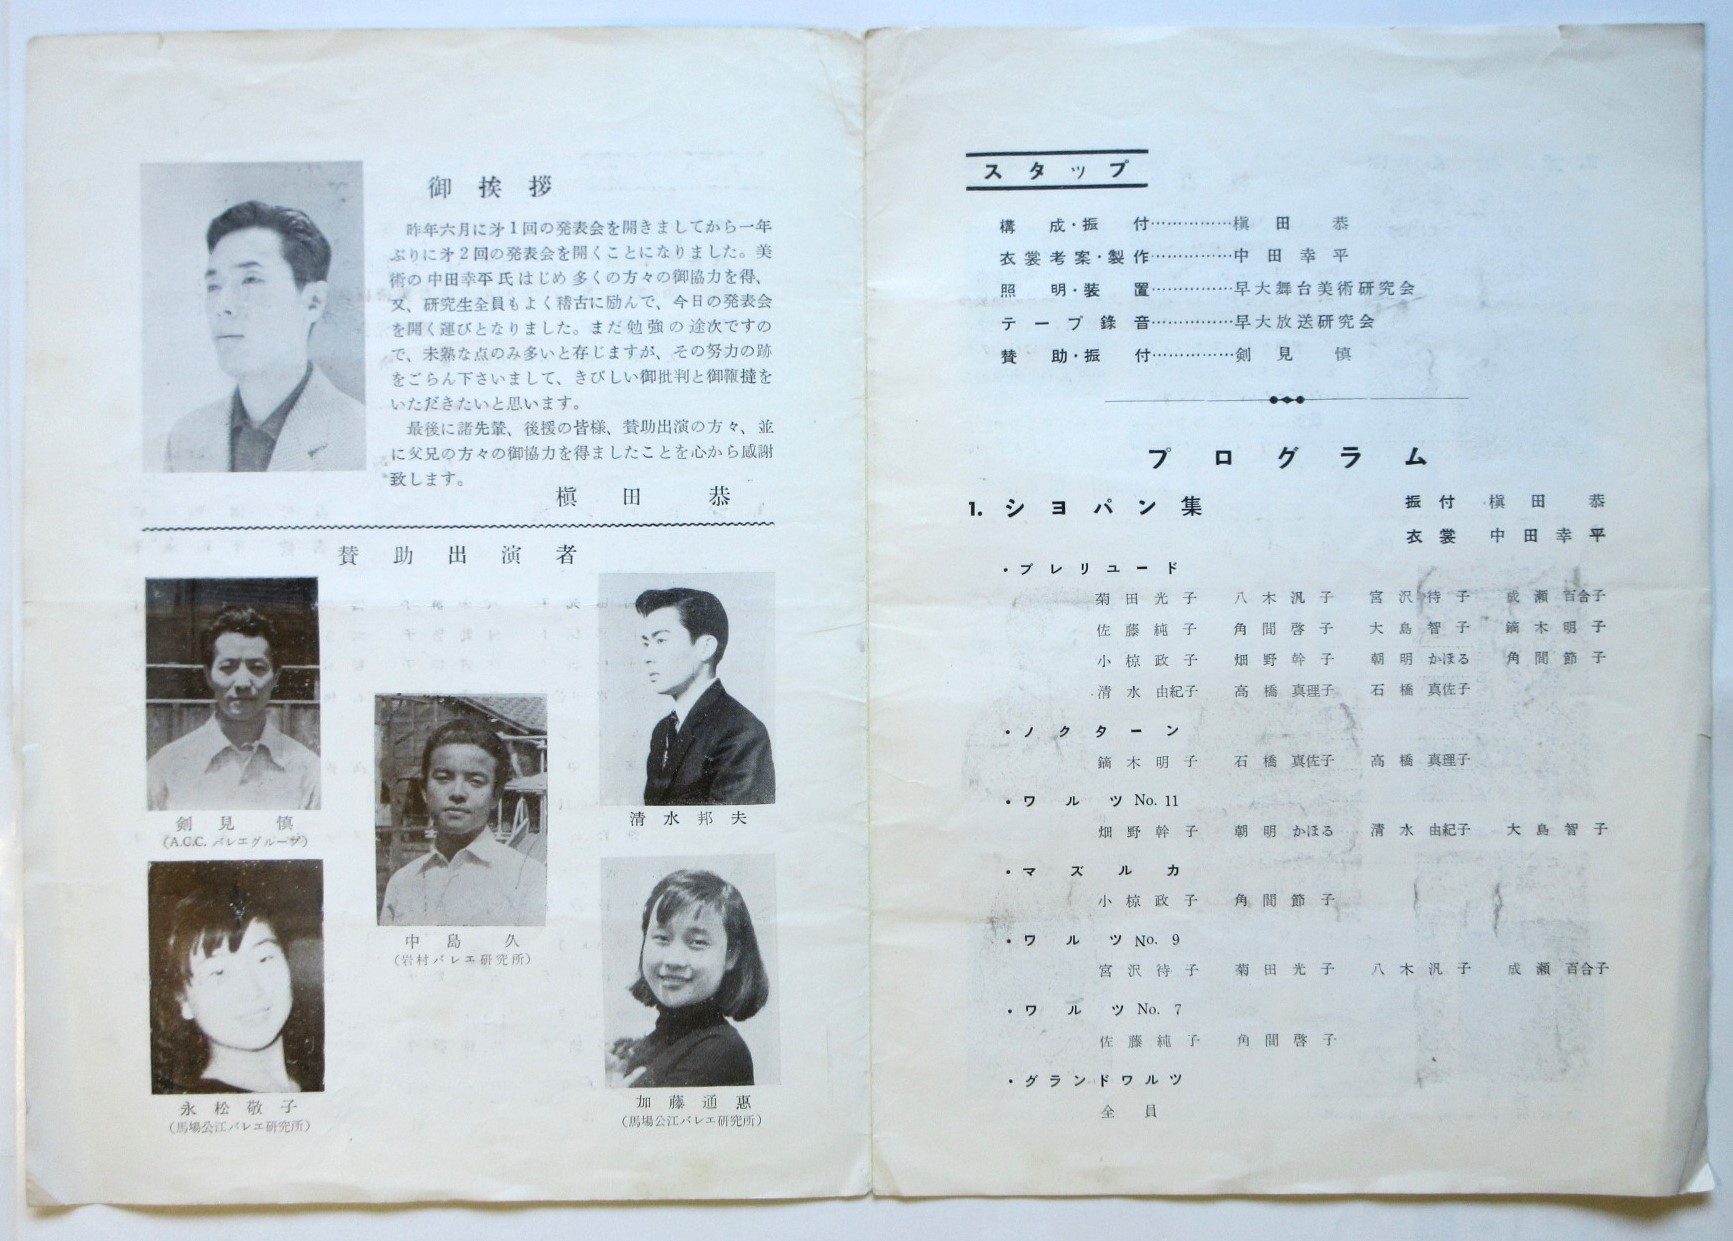 御挨拶
昨年六月に㐧1回の発表会を開きましてから一年
ぶりに㐧2回の発表会を開くことになりました。美
術の中田幸平氏はじめ多くの方々の御協力を得、
又、研究生全員もよく稽古に励んで、今日の発表会
を開く運びとなりました。まだ勉強の途次ですの
で、未熟な点のみ多いと存じますが、その努力の跡
をごらん下さいまして、きびしい御批判と御鞭撻を
いただきたいと思います。
最後に諸先輩、後援の皆様、賛助出演の方々、並
に父兄の方々の御協力を得ましたことを心から感謝
致します。
槇田 恭
賛助出演者
剣見 慎
(A.C.C. バレエグループ)
中島 久
(岩村バレエ研究所)
清水邦夫
永松敬子
(馬場公江バレエ研究所)
加藤通惠
(馬場公江バレエ研究所)
スタップ
構成・振付……………槇田 恭
衣裳考案・製作……………中田幸平
照明・装置……………早大舞台美術研究会
テープ録音……………早大放送研究会
賛助・振付……………剣見 慎
プログラム
1. シヨパン集
振付 槇田 恭
衣裳 中田幸平
・プレリユード
菊田光子 八木汎子 宮沢待子 成瀬百合子
佐藤純子 角間啓子 大島智子 鏑木明子
小椋政子 畑野幹子 朝明かほる 角間節子
清水由紀子 高橋真理子 石橋真佐子
・ノクターン
鏑木明子 石橋真佐子 高橋真理子
・ワルツ No. 11
畑野幹子 朝明かほる 清水由紀子 大島智子
・マズルカ
小椋政子 角間節子
・ワルツ No. 9
宮沢待子 菊田光子 八木汎子 成瀬百合子
・ワルツ No. 7
佐藤純子 角間啓子
・グランドワルツ
全員